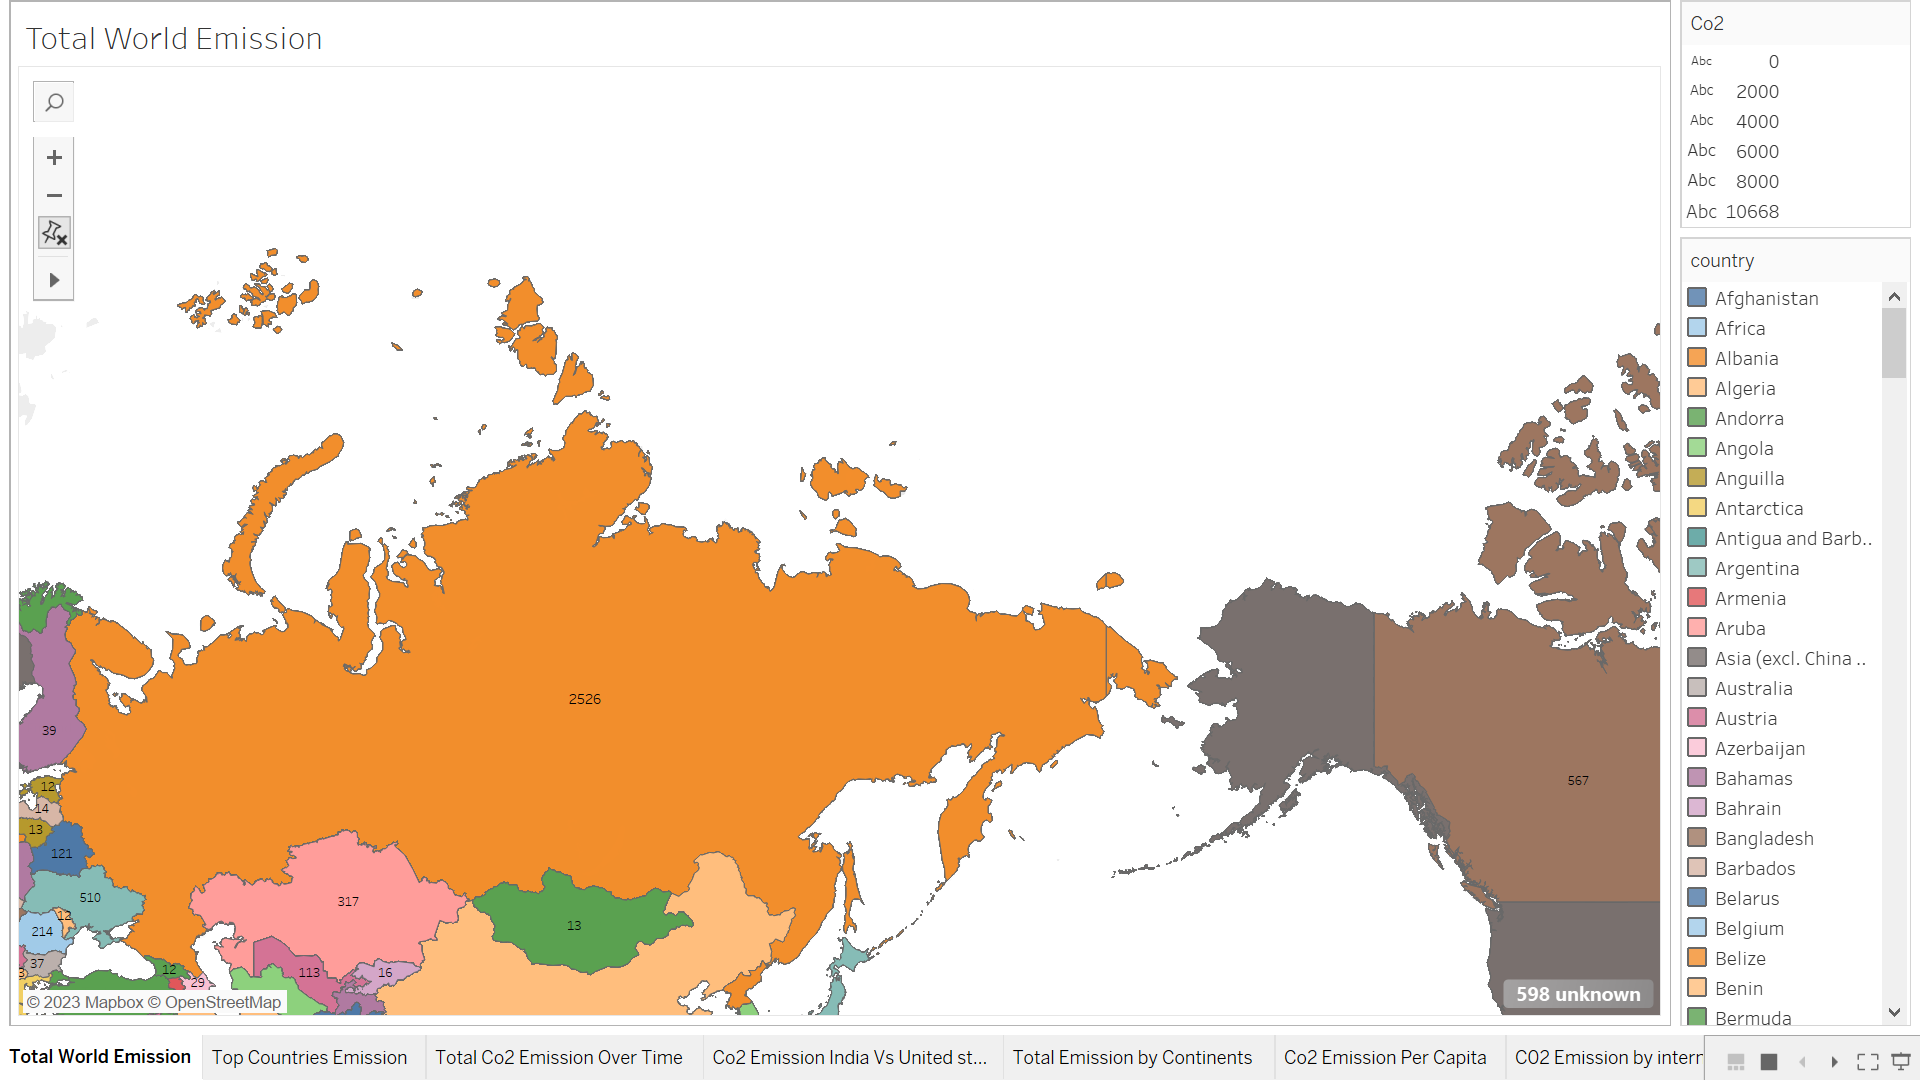 Total World Emission
2526
39
12
14
13
121
510
12
214
37
3
12
29
317
113
16
13
567
© 2023 Mapbox © OpenStreetMap
598 unknown
Co2
Abc 0
Abc 2000
Abc 4000
Abc 6000
Abc 8000
Abc 10668
country
Afghanistan
Africa
Albania
Algeria
Andorra
Angola
Anguilla
Antarctica
Antigua and Barb..
Argentina
Armenia
Aruba
Asia (excl. China ..
Australia
Austria
Azerbaijan
Bahamas
Bahrain
Bangladesh
Barbados
Belarus
Belgium
Belize
Benin
Bermuda
Total World Emission
Top Countries Emission
Total Co2 Emission Over Time
Co2 Emission India Vs United st...
Total Emission by Continents
Co2 Emission Per Capita
C02 Emission by intern